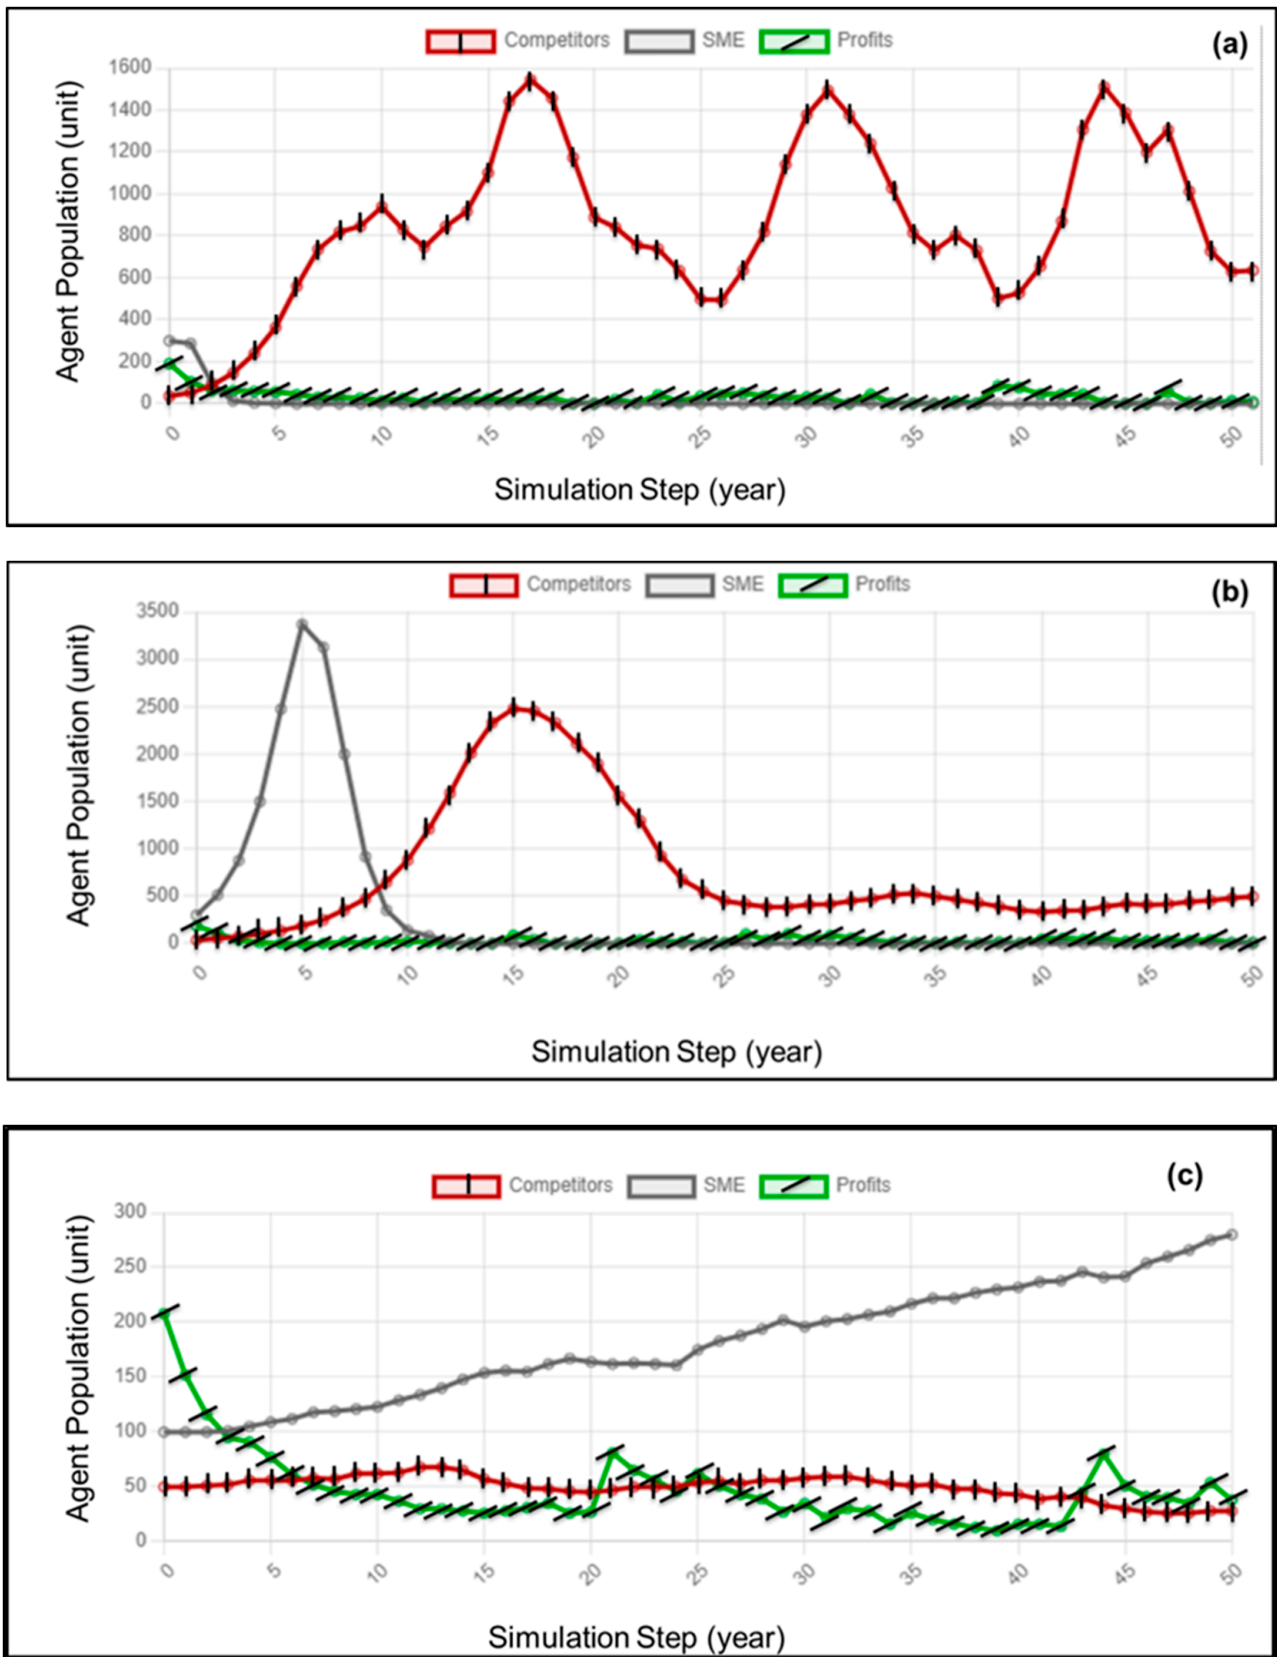 Competitors SME Profits (a)
Agent Population (unit)
1600
1400
1200
1000
800
600
400
200
0
0 5 10 15 20 25 30 35 40 45 50
Simulation Step (year)
Competitors SME Profits (b)
Agent Population (unit)
3500
3000
2500
2000
1500
1000
500
0
0 5 10 15 20 25 30 35 40 45 50
Simulation Step (year)
Competitors SME Profits (c)
Agent Population (unit)
300
250
200
150
100
50
0
0 5 10 15 20 25 30 35 40 45 50
Simulation Step (year)